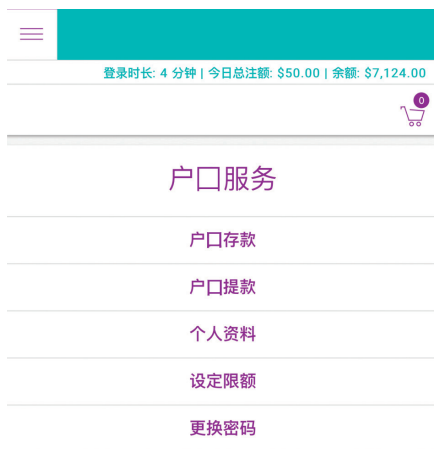 登录时长: 4 分钟 | 今日总注额: $50.00 | 余额: $7,124.00
0
户口服务
户口存款
户口提款
个人资料
设定限额
更换密码